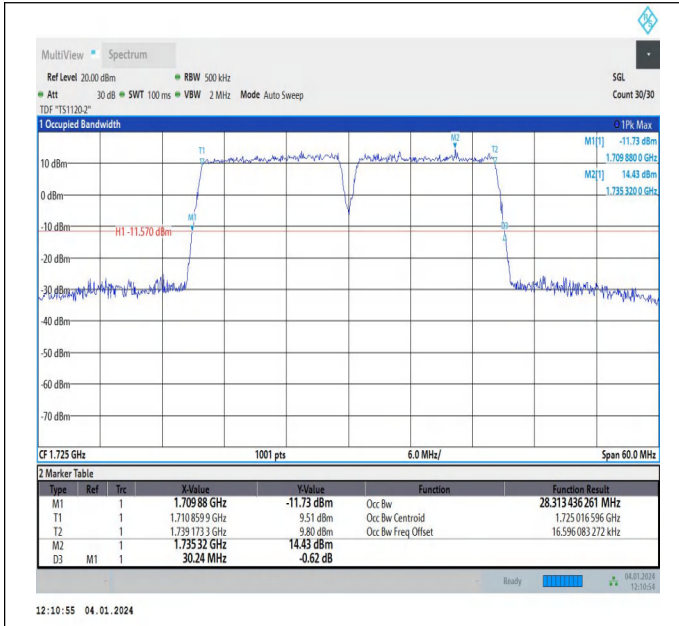 R
S
MultiView Spectrum
Ref Level 20.00 dBm RBW 500 kHz SGL
Att 30 dB SWT 100 ms VBW 2 MHz Mode Auto Sweep Count 30/30
TDF "TS1120-2"
1 Occupied Bandwidth 1Pk Max
M1[1] -11.73 dBm
1.709 880 0 GHz
M2[1] 14.43 dBm
1.735 320 0 GHz
M2
T1
T2
10 dBm
0 dBm
M1
-10 dBm
H1 -11.570 dBm
D3
-20 dBm
-30 dBm
-40 dBm
-50 dBm
-60 dBm
-70 dBm
CF 1.725 GHz 1001 pts 6.0 MHz/ Span 60.0 MHz
2 Marker Table
Type Ref Trc X-Value Y-Value Function Function Result
M1 1 1.709 88 GHz -11.73 dBm Occ Bw 28.313 436 261 MHz
T1 1 1.710 859 9 GHz 9.51 dBm Occ Bw Centroid 1.725 016 596 GHz
T2 1 1.739 173 3 GHz 9.80 dBm Occ Bw Freq Offset 16.596 083 272 kHz
M2 1 1.735 32 GHz 14.43 dBm
D3 M1 1 30.24 MHz -0.62 dB
Ready 04.01.2024
12:10:54
12:10:55 04.01.2024